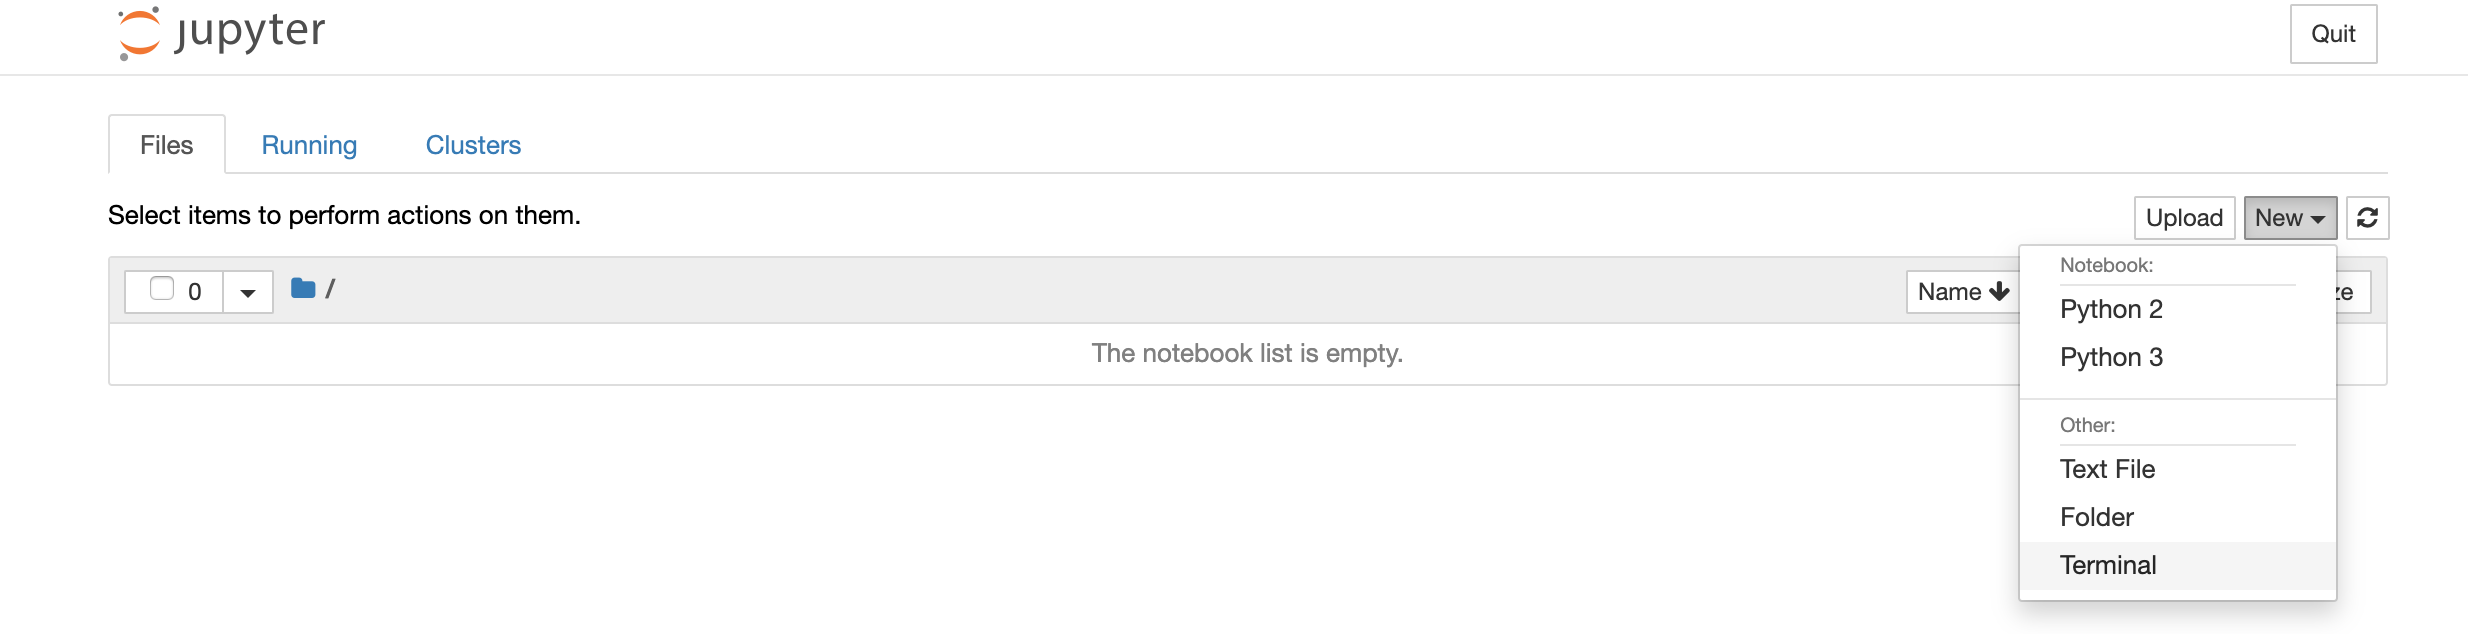 jupyter
Quit
Files Running Clusters
Select items to perform actions on them.
Upload New
0 / Name
The notebook list is empty.
Notebook:
Python 2
Python 3
Other:
Text File
Folder
Terminal